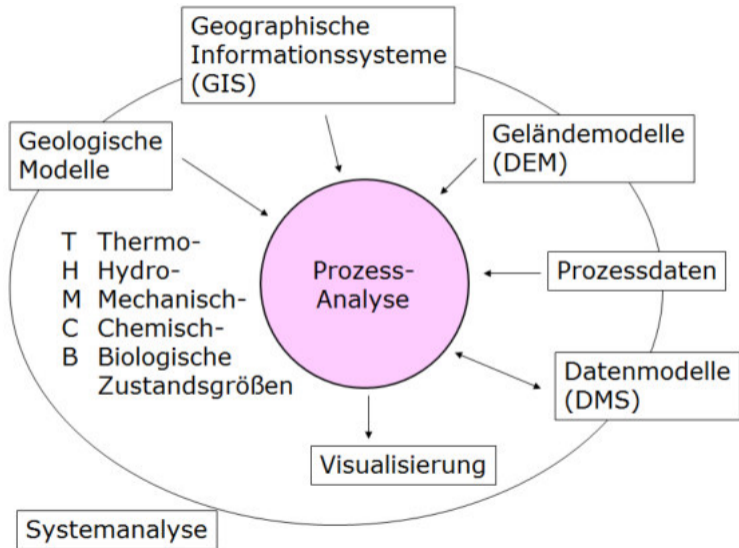 Geographische
Informationssysteme
(GIS)
Geologische
Modelle
Geländemodelle
(DEM)
T Thermo-
H Hydro-
M Mechanisch-
C Chemisch-
B Biologische
Zustandsgrößen
Prozess-
Analyse
Prozessdaten
Datenmodelle
(DMS)
Visualisierung
Systemanalyse